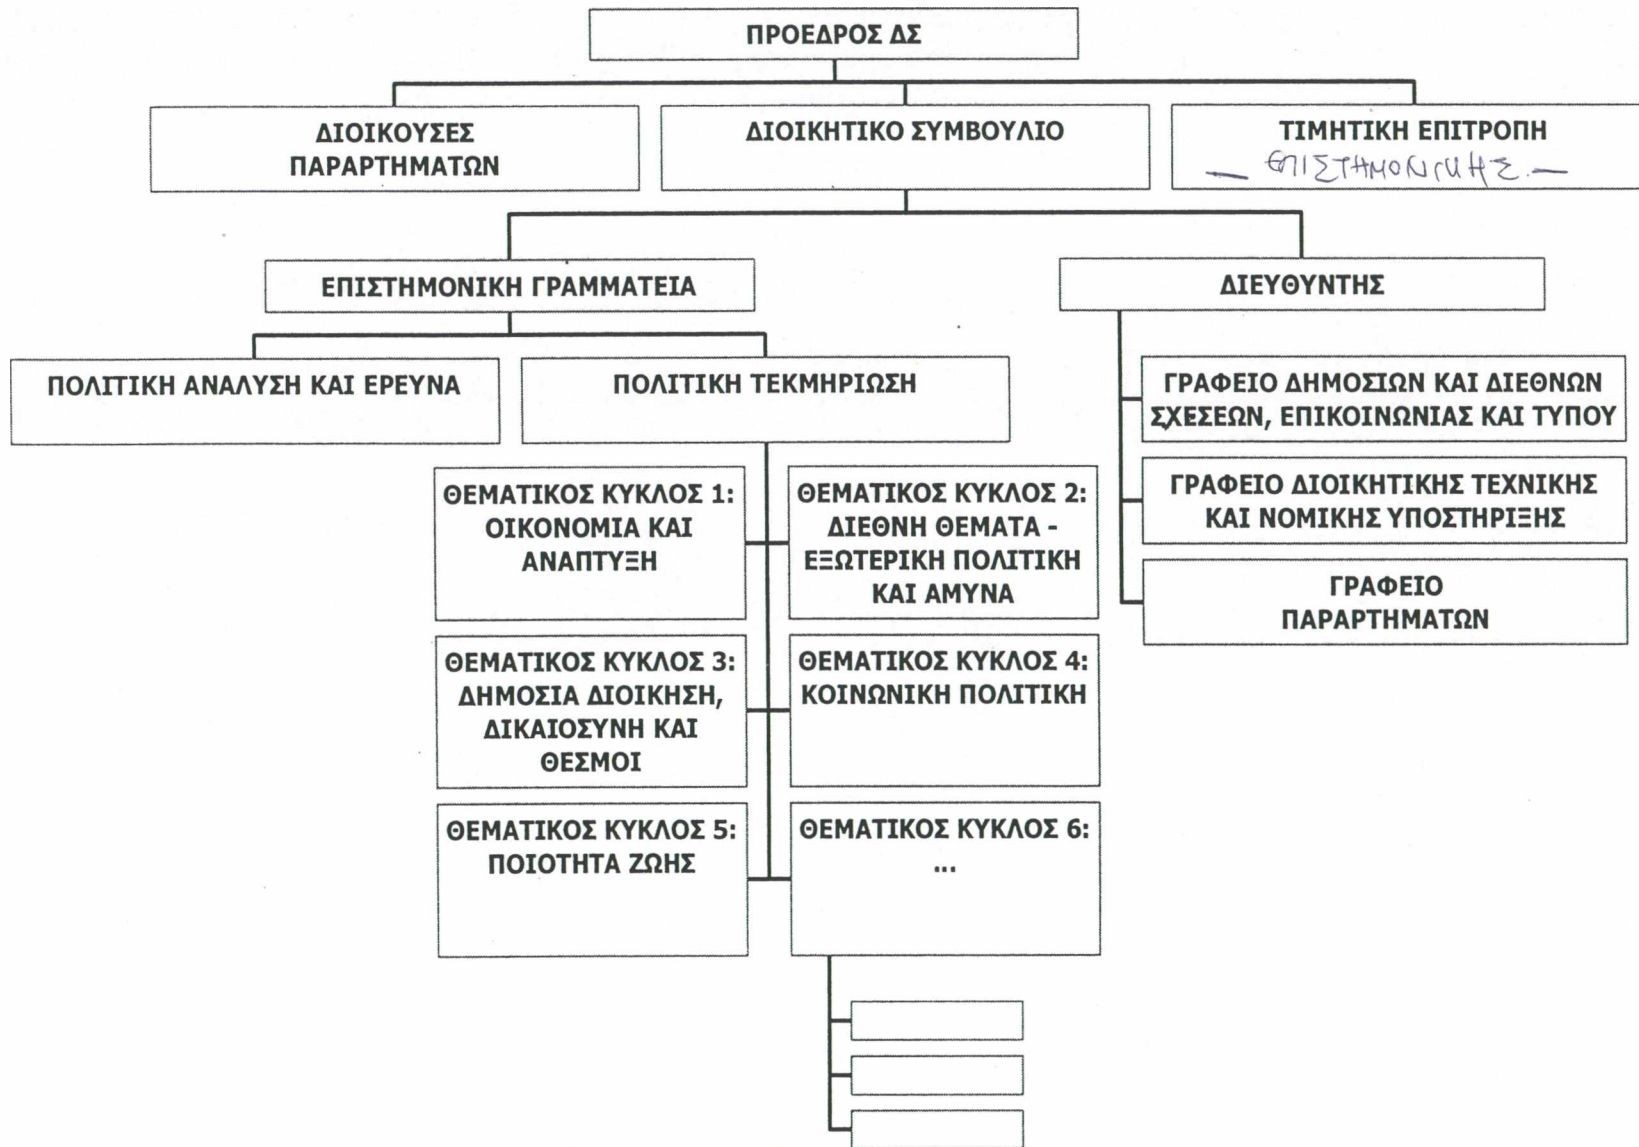 ΠΡΟΕΔΡΟΣ ΔΣ
ΔΙΟΙΚΟΥΣΕΣ
ΠΑΡΑΡΤΗΜΑΤΩΝ
ΔΙΟΙΚΗΤΙΚΟ ΣΥΜΒΟΥΛΙΟ
ΤΙΜΗΤΙΚΗ ΕΠΙΤΡΟΠΗ
— ΕΠΙΣΤΗΜΟΝΙΚΗΣ —
ΕΠΙΣΤΗΜΟΝΙΚΗ ΓΡΑΜΜΑΤΕΙΑ
ΔΙΕΥΘΥΝΤΗΣ
ΠΟΛΙΤΙΚΗ ΑΝΑΛΥΣΗ ΚΑΙ ΕΡΕΥΝΑ
ΠΟΛΙΤΙΚΗ ΤΕΚΜΗΡΙΩΣΗ
ΓΡΑΦΕΙΟ ΔΗΜΟΣΙΩΝ ΚΑΙ ΔΙΕΘΝΩΝ
ΣΧΕΣΕΩΝ, ΕΠΙΚΟΙΝΩΝΙΑΣ ΚΑΙ ΤΥΠΟΥ
ΓΡΑΦΕΙΟ ΔΙΟΙΚΗΤΙΚΗΣ ΤΕΧΝΙΚΗΣ
ΚΑΙ ΝΟΜΙΚΗΣ ΥΠΟΣΤΗΡΙΞΗΣ
ΓΡΑΦΕΙΟ
ΠΑΡΑΡΤΗΜΑΤΩΝ
ΘΕΜΑΤΙΚΟΣ ΚΥΚΛΟΣ 1:
ΟΙΚΟΝΟΜΙΑ ΚΑΙ
ΑΝΑΠΤΥΞΗ
ΘΕΜΑΤΙΚΟΣ ΚΥΚΛΟΣ 2:
ΔΙΕΘΝΗ ΘΕΜΑΤΑ -
ΕΞΩΤΕΡΙΚΗ ΠΟΛΙΤΙΚΗ
ΚΑΙ ΑΜΥΝΑ
ΘΕΜΑΤΙΚΟΣ ΚΥΚΛΟΣ 3:
ΔΗΜΟΣΙΑ ΔΙΟΙΚΗΣΗ,
ΔΙΚΑΙΟΣΥΝΗ ΚΑΙ
ΘΕΣΜΟΙ
ΘΕΜΑΤΙΚΟΣ ΚΥΚΛΟΣ 4:
ΚΟΙΝΩΝΙΚΗ ΠΟΛΙΤΙΚΗ
ΘΕΜΑΤΙΚΟΣ ΚΥΚΛΟΣ 5:
ΠΟΙΟΤΗΤΑ ΖΩΗΣ
ΘΕΜΑΤΙΚΟΣ ΚΥΚΛΟΣ 6:
...